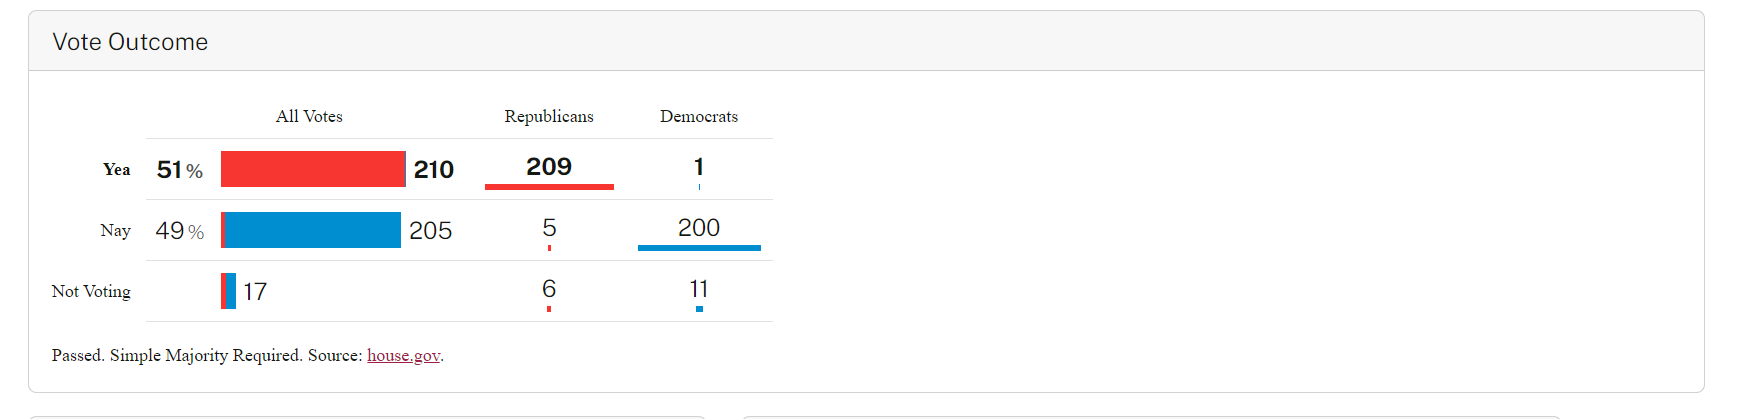 Vote Outcome
All Votes Republicans Democrats
Yea 51% 210 209 1
Nay 49% 205 5 200
Not Voting 17 6 11
Passed. Simple Majority Required. Source: house.gov.